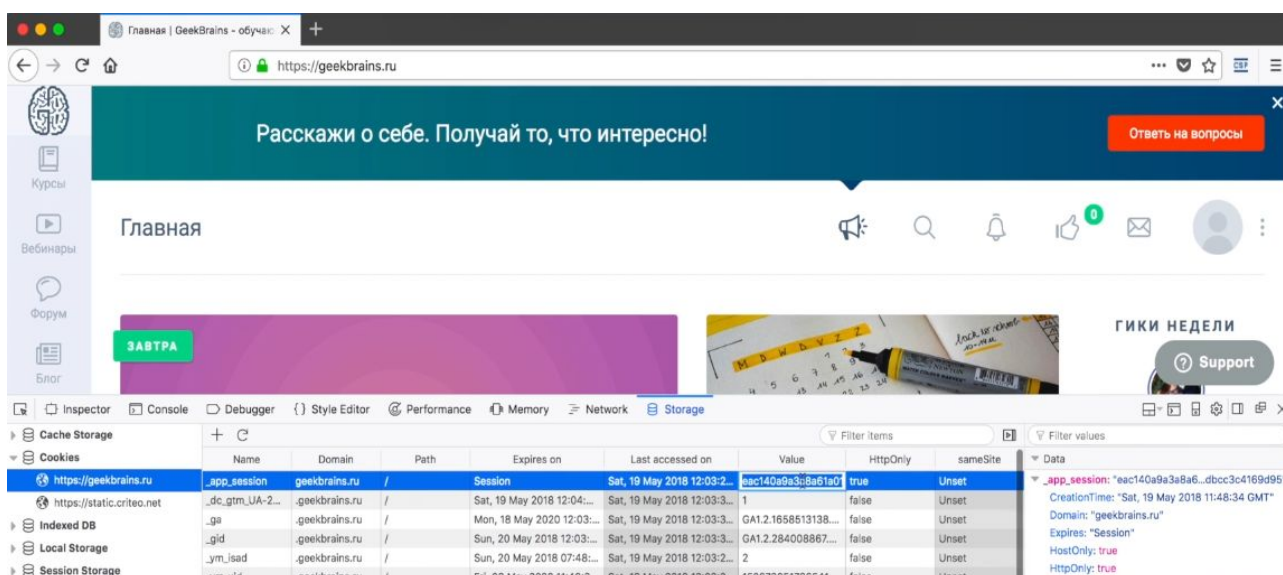 Главная | GeekBrains - обучаю
https://geekbrains.ru
CSP
Расскажи о себе. Получай то, что интересно!
Ответь на вопросы
Курсы
Вебинары
Форум
Блог
Главная
0
ЗАВТРА
M D W D V Z Z
back to school
ГИКИ НЕДЕЛИ
Support
Inspector Console Debugger {} Style Editor Performance Memory Network Storage
Cache Storage
Cookies
https://geekbrains.ru
https://static.criteo.net
Indexed DB
Local Storage
Session Storage
Filter items
Name Domain Path Expires on Last accessed on Value HttpOnly sameSite
_app_session geekbrains.ru / Session Sat, 19 May 2018 12:03:2... eac140a9a3a8a61a01 true Unset
_dc_gtm_UA-2... .geekbrains.ru / Sat, 19 May 2018 12:04:... Sat, 19 May 2018 12:03:3... 1 false Unset
_ga .geekbrains.ru / Mon, 18 May 2020 12:03:... Sat, 19 May 2018 12:03:3... GA1.2.1658513138.... false Unset
_gid .geekbrains.ru / Sun, 20 May 2018 12:03:... Sat, 19 May 2018 12:03:3... GA1.2.284008867.... false Unset
_ym_isad .geekbrains.ru / Sun, 20 May 2018 07:48:... Sat, 19 May 2018 12:03:2... 2 false Unset
Filter values
Data
_app_session: "eac140a9a3a8a6...dbcc3c4169d95
CreationTime: "Sat, 19 May 2018 11:48:34 GMT"
Domain: "geekbrains.ru"
Expires: "Session"
HostOnly: true
HttpOnly: true